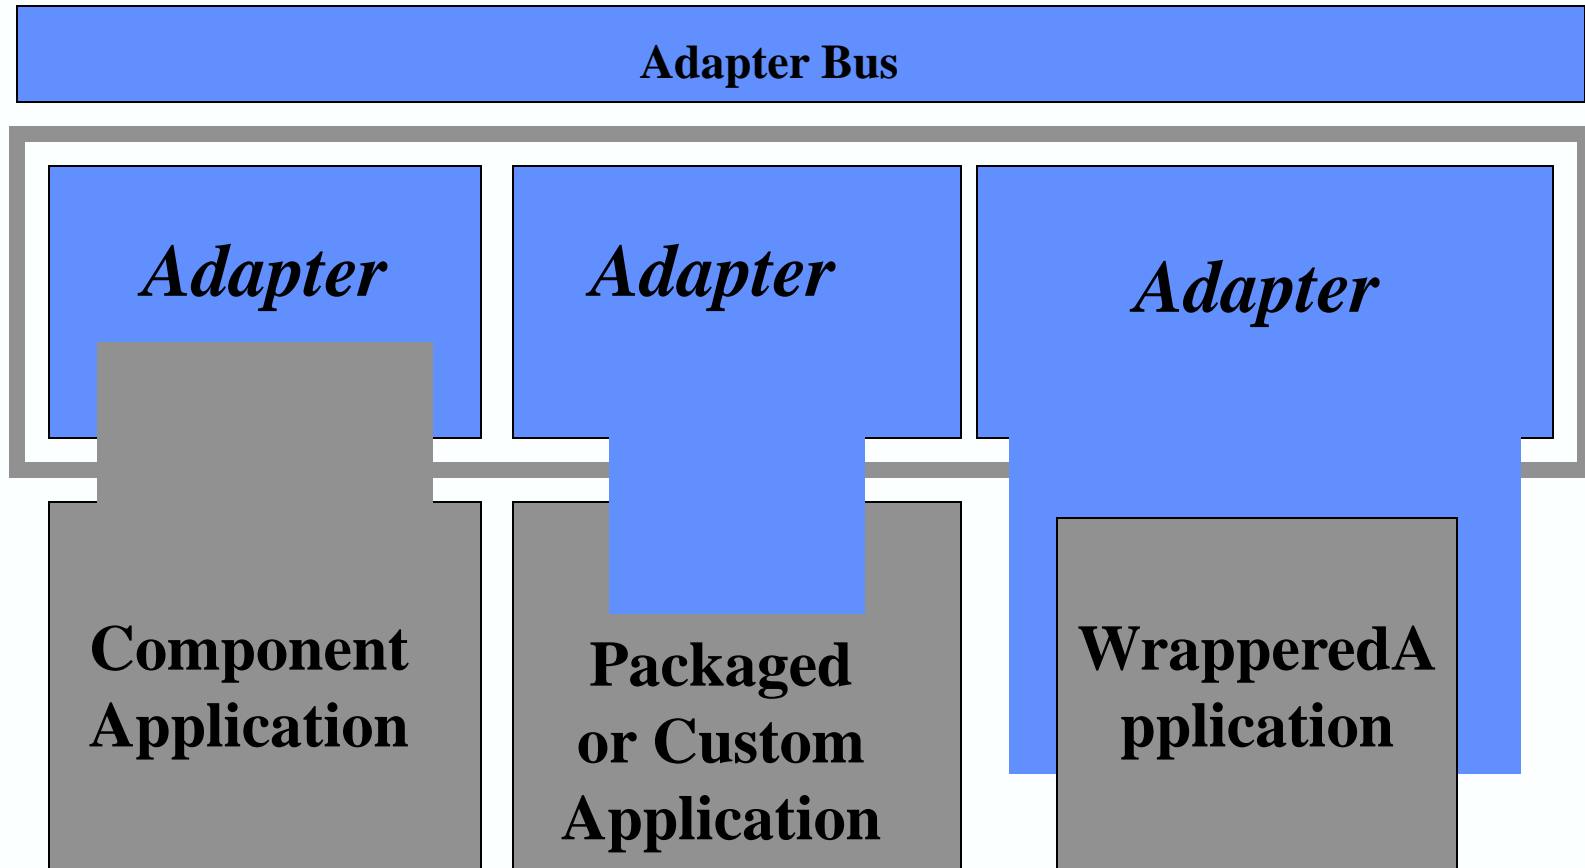 Adapter Bus
Adapter
Adapter
Adapter
Component
Application
Packaged
or Custom
Application
WrapperedA
pplication